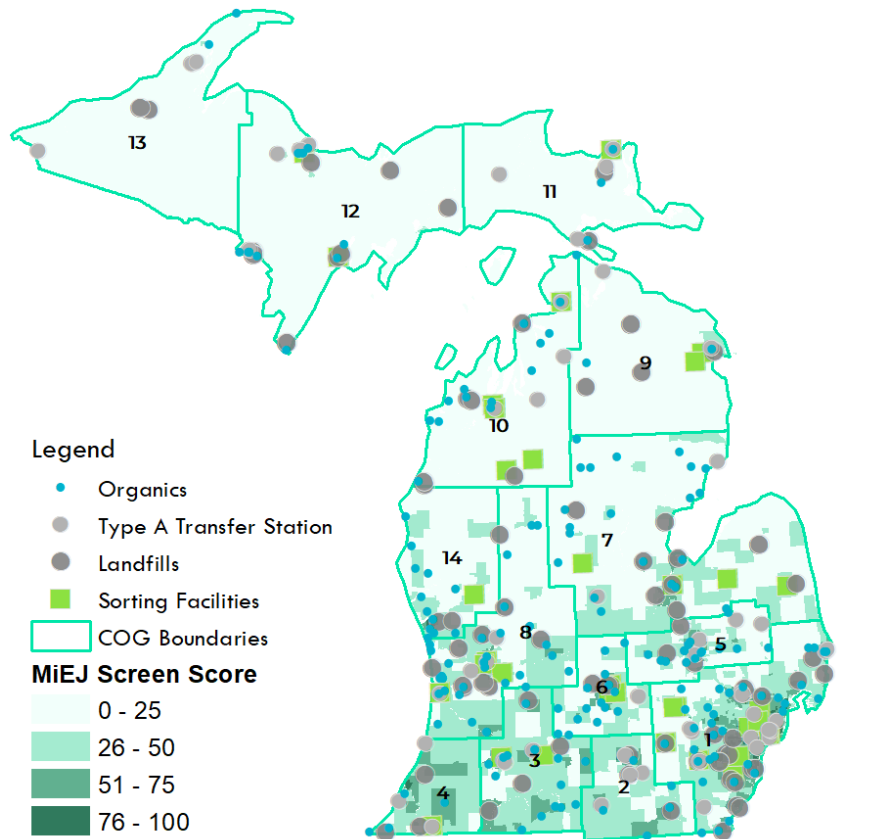 13
12
11
9
10
Legend
Organics
Type A Transfer Station
Landfills
Sorting Facilities
COG Boundaries
MiEJ Screen Score
0 - 25
26 - 50
51 - 75
76 - 100
7
14
8
5
6
1
3
2
4